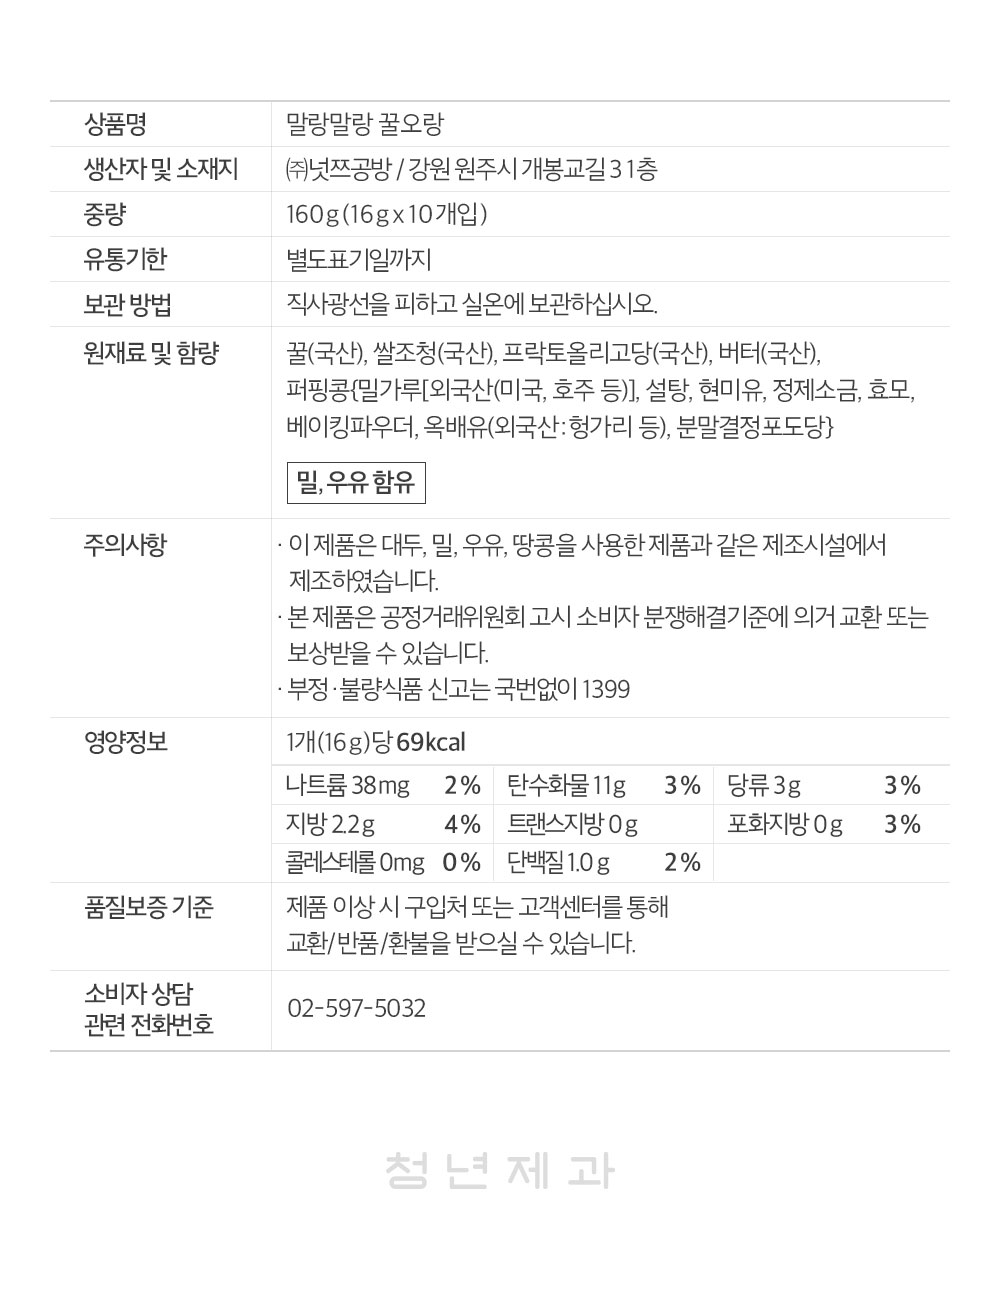 상품명
말랑말랑 꿀오랑
생산자 및 소재지
㈜넛쯔공방 / 강원 원주시 개봉교길 3 1층
중량
160g (16g x 10개입)
유통기한
별도표기일까지
보관 방법
직사광선을 피하고 실온에 보관하십시오.
원재료 및 함량
꿀(국산), 쌀조청(국산), 프락토올리고당(국산), 버터(국산),
퍼핑콩{밀가루[외국산(미국, 호주 등)], 설탕, 현미유, 정제소금, 효모,
베이킹파우더, 옥배유(외국산:헝가리 등), 분말결정포도당}
밀, 우유 함유
주의사항
· 이 제품은 대두, 밀, 우유, 땅콩을 사용한 제품과 같은 제조시설에서
제조하였습니다.
· 본 제품은 공정거래위원회 고시 소비자 분쟁해결기준에 의거 교환 또는
보상받을 수 있습니다.
· 부정·불량식품 신고는 국번없이 1399
영양정보
1개(16g)당 69kcal
나트륨 38mg 2% 탄수화물 11g 3% 당류 3g 3%
지방 2.2g 4% 트랜스지방 0g 포화지방 0g 3%
콜레스테롤 0mg 0% 단백질 1.0g 2%
품질보증 기준
제품 이상 시 구입처 또는 고객센터를 통해
교환/반품/환불을 받으실 수 있습니다.
소비자 상담
관련 전화번호
02-597-5032
청년제과